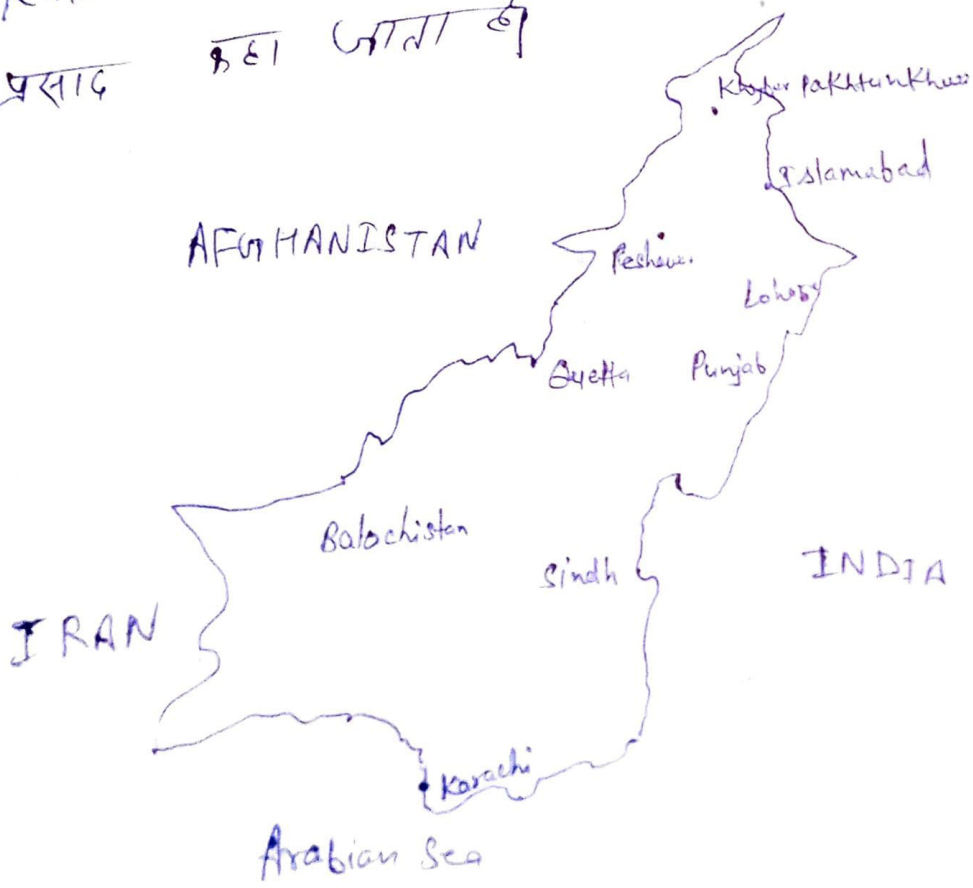 प्रसाद कहा जाता है
Khyber Pakhtunkhwa
Islamabad
AFGHANISTAN
Peshawar
Lahore
Quetta
Punjab
Balochistan
Sindh
INDIA
IRAN
Karachi
Arabian Sea